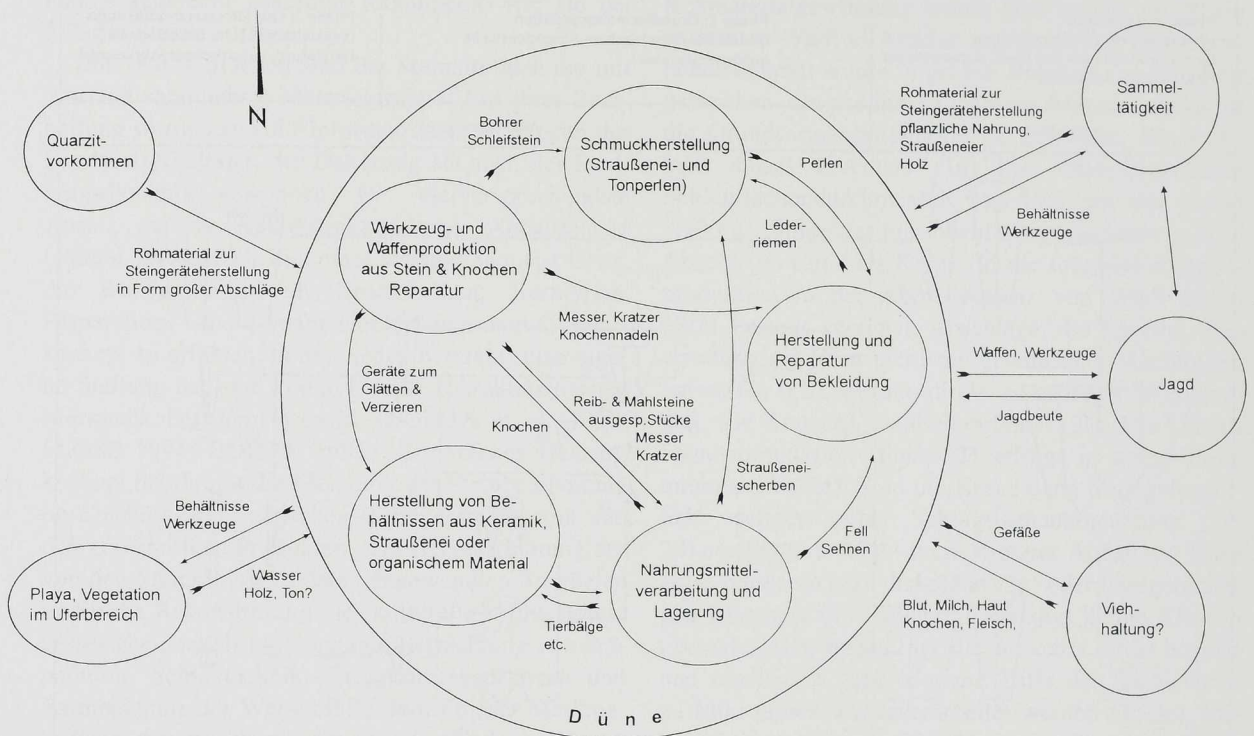 N
Quarzit-
vorkommen
Rohmaterial zur
Steingeräteherstellung
in Form großer Abschläge
Bohrer
Schleifstein
Schmuckherstellung
(Straußenei- und
Tonperlen)
Perlen
Leder-
riemen
Werkzeug- und
Waffenproduktion
aus Stein & Knochen
Reparatur
Messer, Kratzer
Knochennadeln
Herstellung und
Reparatur
von Bekleidung
Geräte zum
Glätten &
Verzieren
Knochen
Reib- & Mahlsteine
ausgesp.Stücke
Messer
Kratzer
Straußenei-
scherben
Herstellung von Be-
hältnissen aus Keramik,
Straußenei oder
organischem Material
Fell
Sehnen
Nahrungsmittel-
verarbeitung und
Lagerung
Tierbälge
etc.
Düne
Behältnisse
Werkzeuge
Wasser
Holz, Ton?
Playa, Vegetation
im Uferbereich
Rohmaterial zur
Steingeräteherstellung
pflanzliche Nahrung,
Straußeneier
Holz
Sammel-
tätigkeit
Behältnisse
Werkzeuge
Waffen, Werkzeuge
Jagdbeute
Jagd
Gefäße
Blut, Milch, Haut
Knochen, Fleisch,
Vieh-
haltung?